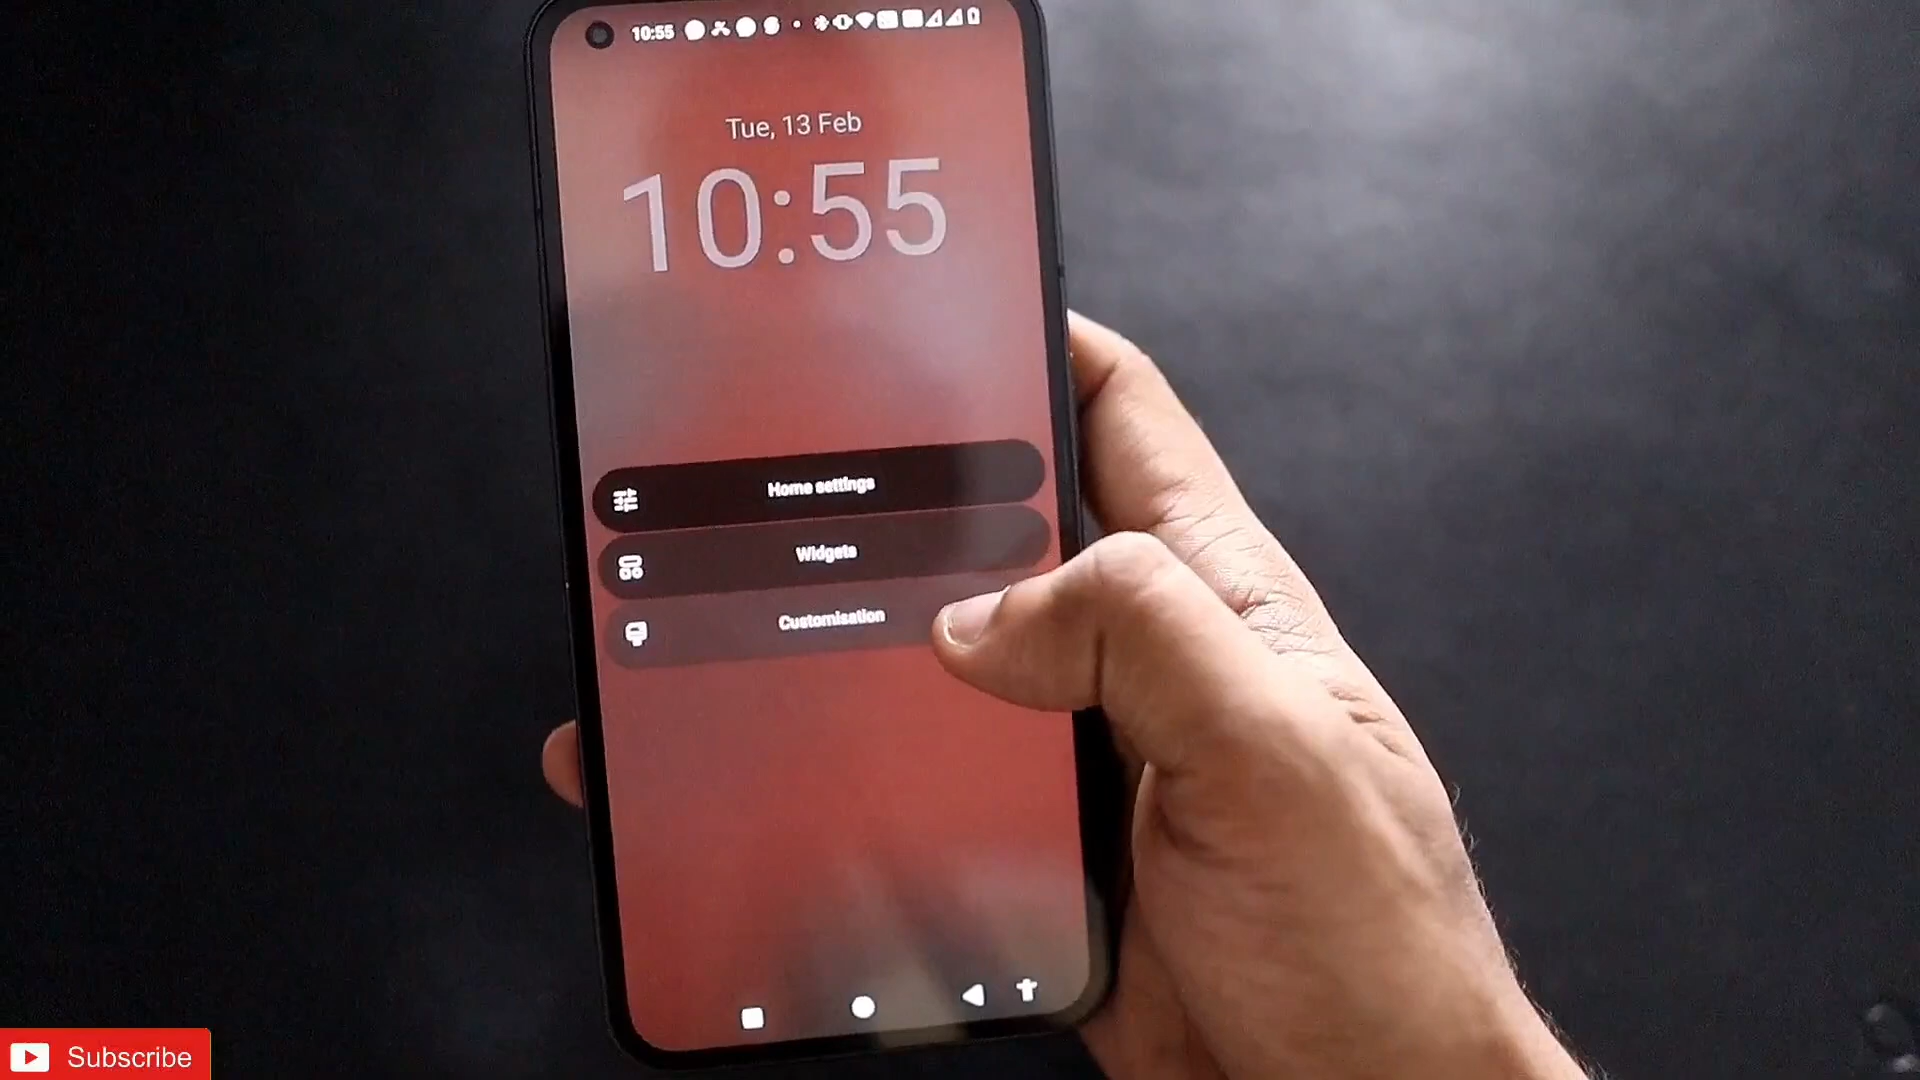 10:55
Tue, 13 Feb
10:55
Home settings
Widgets
Customisation
Subscribe